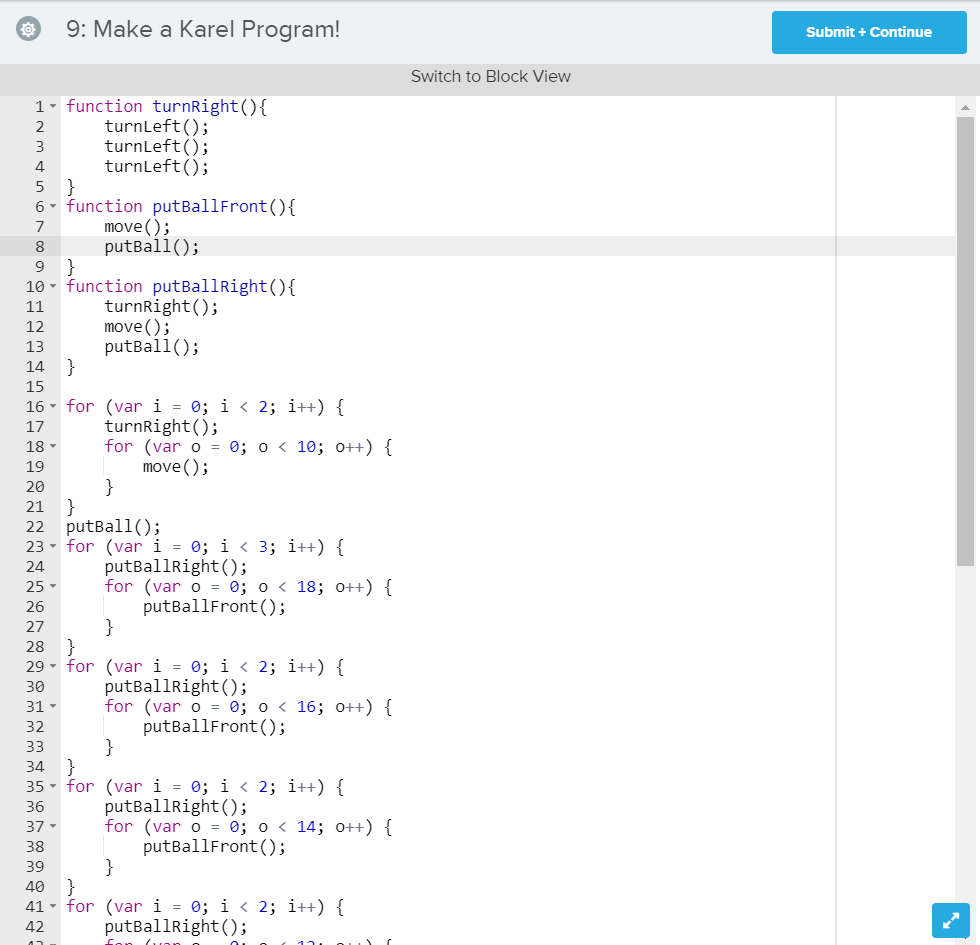 9: Make a Karel Program!
Submit + Continue
Switch to Block View
1 function turnRight(){
2     turnLeft();
3     turnLeft();
4     turnLeft();
5 }
6 function putBallFront(){
7     move();
8     putBall();
9 }
10 function putBallRight(){
11     turnRight();
12     move();
13     putBall();
14 }
15
16 for (var i = 0; i < 2; i++) {
17     turnRight();
18     for (var o = 0; o < 10; o++) {
19         move();
20     }
21 }
22 putBall();
23 for (var i = 0; i < 3; i++) {
24     putBallRight();
25     for (var o = 0; o < 18; o++) {
26         putBallFront();
27     }
28 }
29 for (var i = 0; i < 2; i++) {
30     putBallRight();
31     for (var o = 0; o < 16; o++) {
32         putBallFront();
33     }
34 }
35 for (var i = 0; i < 2; i++) {
36     putBallRight();
37     for (var o = 0; o < 14; o++) {
38         putBallFront();
39     }
40 }
41 for (var i = 0; i < 2; i++) {
42     putBallRight();
43     for (var o = 0; o < 12; o++) {